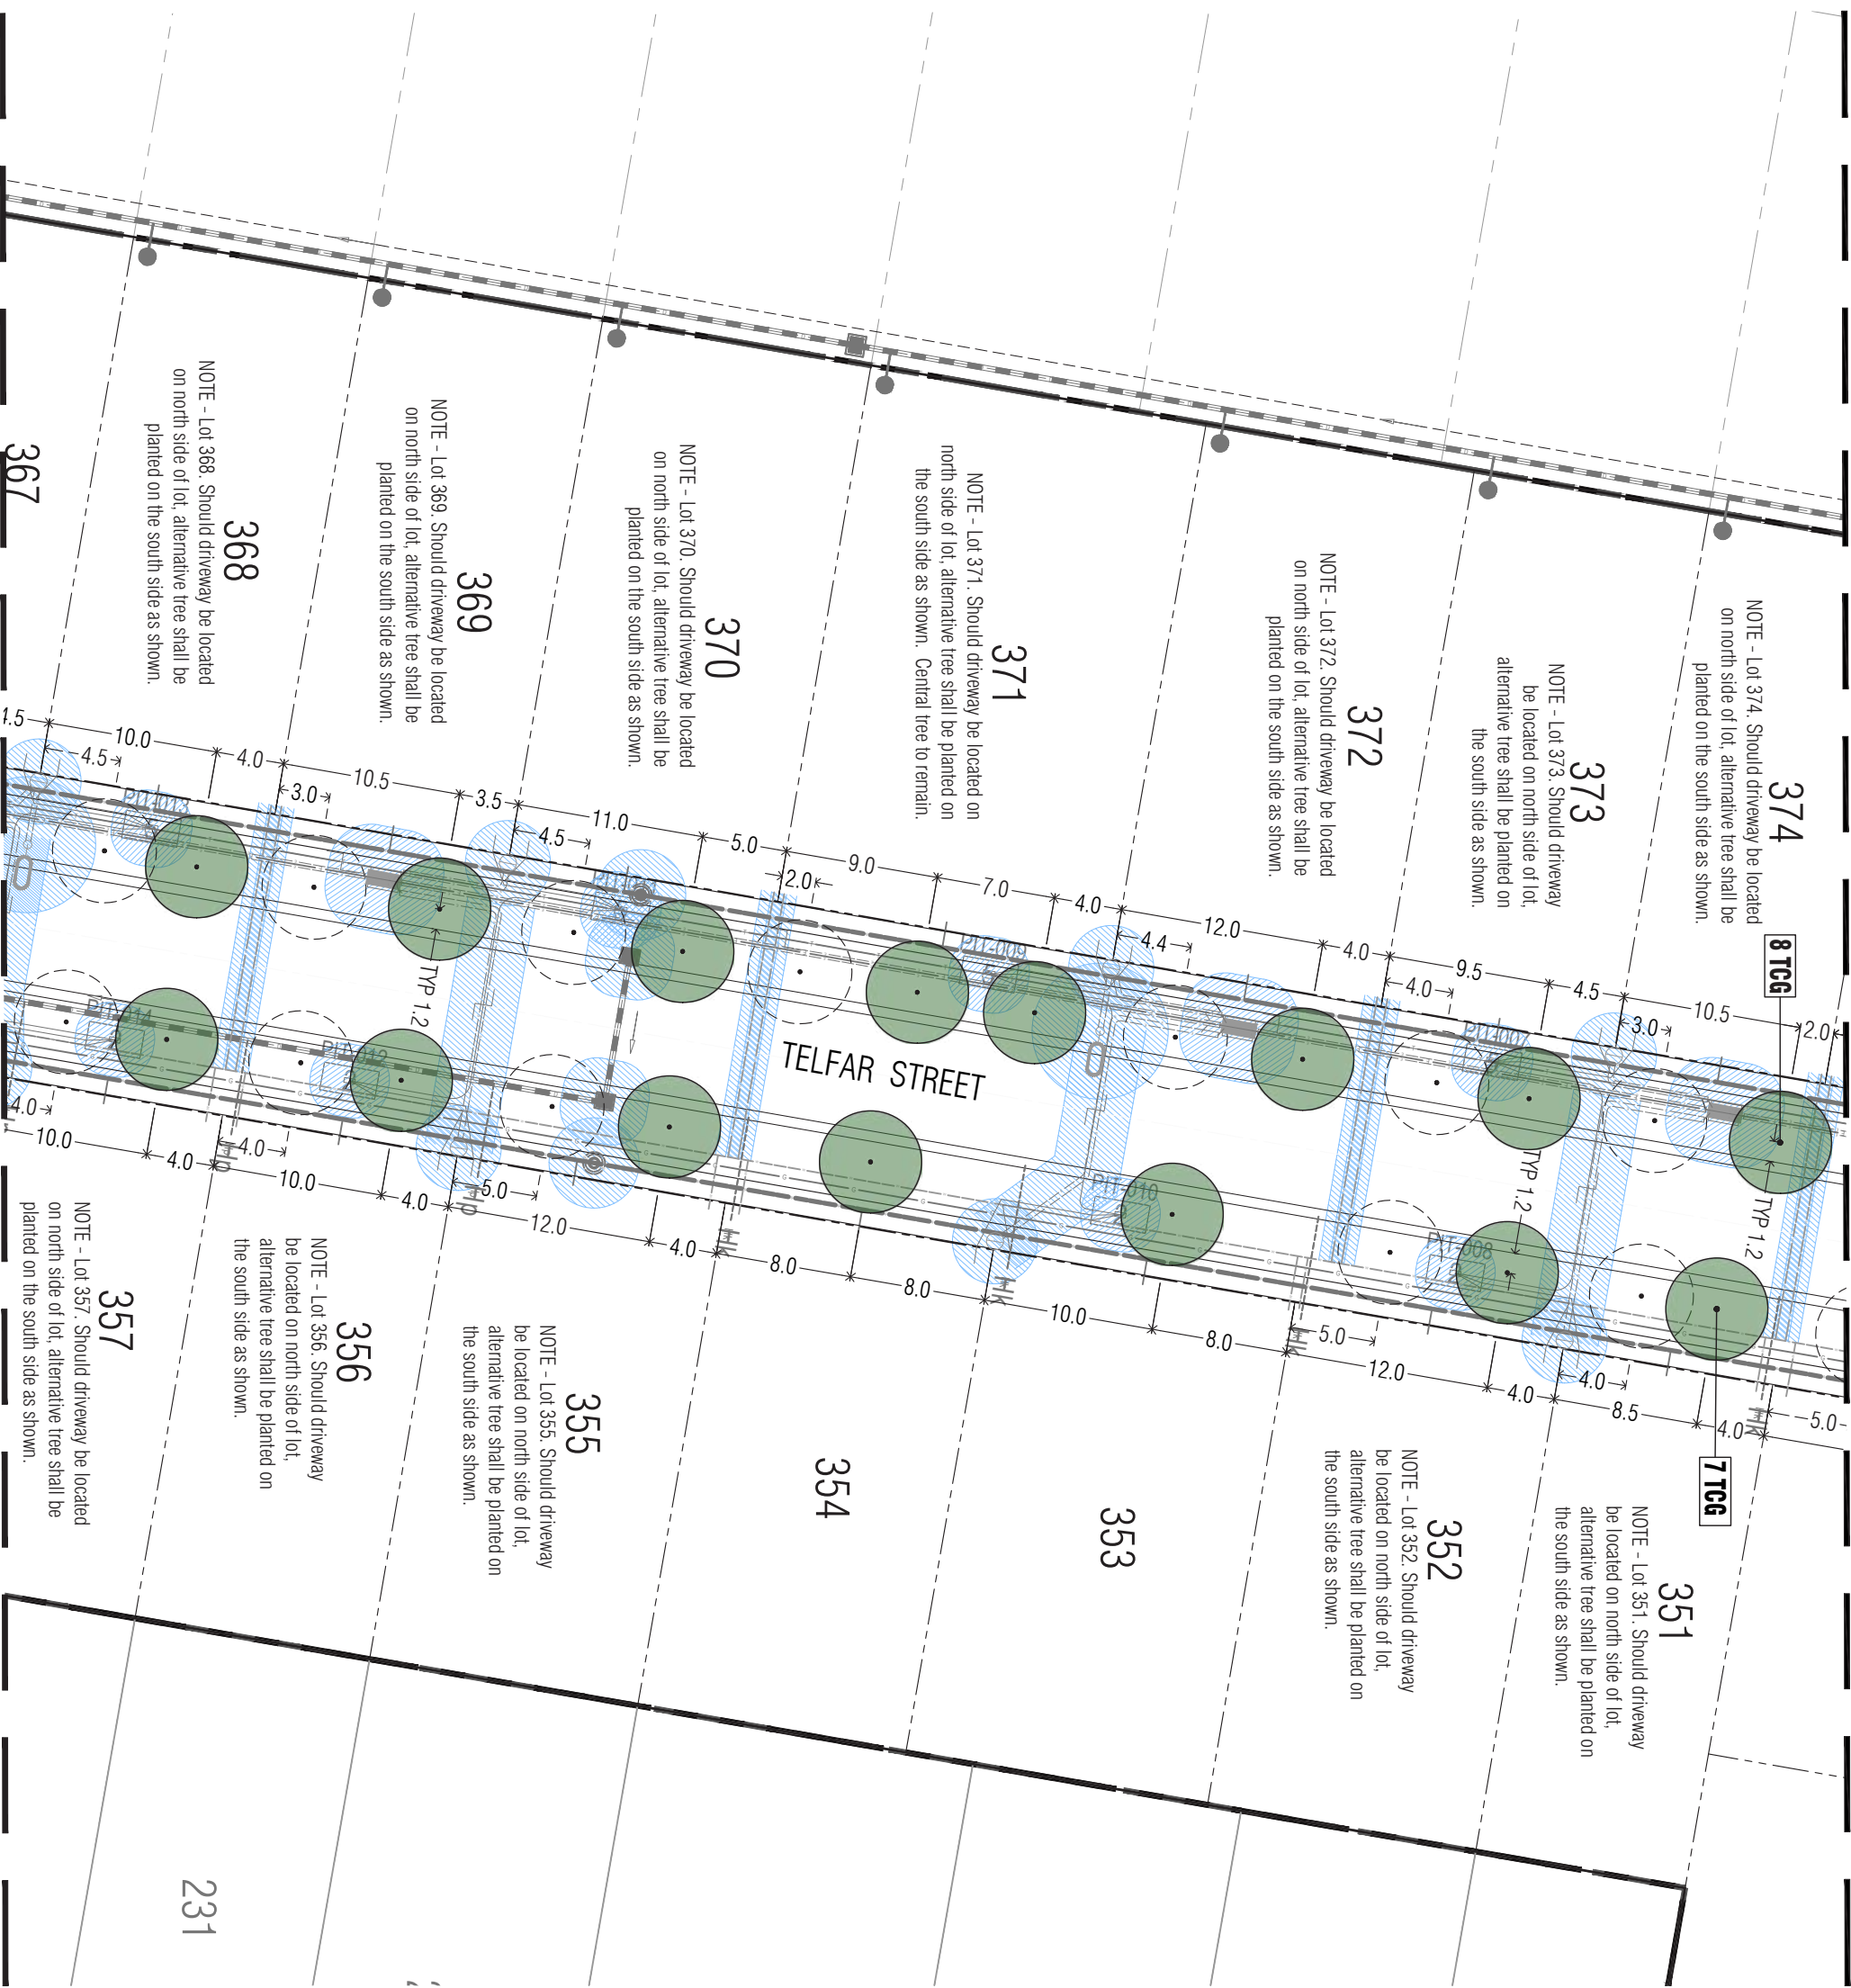 374
NOTE - Lot 374. Should driveway be located
on north side of lot, alternative tree shall be
planted on the south side as shown.
373
NOTE - Lot 373. Should driveway
be located on north side of lot,
alternative tree shall be planted on
the south side as shown.
372
NOTE - Lot 372. Should driveway be located
on north side of lot, alternative tree shall be
planted on the south side as shown.
371
NOTE - Lot 371. Should driveway be located on
north side of lot, alternative tree shall be planted on
the south side as shown. Central tree to remain.
370
NOTE - Lot 370. Should driveway be located
on north side of lot, alternative tree shall be
planted on the south side as shown.
369
NOTE - Lot 369. Should driveway be located
on north side of lot, alternative tree shall be
planted on the south side as shown.
368
NOTE - Lot 368. Should driveway be located
on north side of lot, alternative tree shall be
planted on the south side as shown.
367
8 TCG
2.0
10.5
3.0
4.5
9.5
4.0
4.0
12.0
4.4
4.0
7.0
9.0
2.0
5.0
11.0
4.5
3.5
10.5
3.0
4.0
10.0
4.5
PIT-007
PIT-009
PIT-013
TYP 1.2
TYP 1.2
TYP 1.2
TELFAR STREET
PIT-008
PIT-010
PIT-012
5.0
4.0
8.5
4.0
4.0
12.0
5.0
8.0
10.0
8.0
8.0
4.0
12.0
5.0
4.0
10.0
4.0
4.0
10.0
4.0
7 TCG
351
NOTE - Lot 351. Should driveway
be located on north side of lot,
alternative tree shall be planted on
the south side as shown.
352
NOTE - Lot 352. Should driveway
be located on north side of lot,
alternative tree shall be planted on
the south side as shown.
353
354
355
NOTE - Lot 355. Should driveway
be located on north side of lot,
alternative tree shall be planted on
the south side as shown.
356
NOTE - Lot 356. Should driveway
be located on north side of lot,
alternative tree shall be planted on
the south side as shown.
357
NOTE - Lot 357. Should driveway be located
on north side of lot, alternative tree shall be
planted on the south side as shown.
231